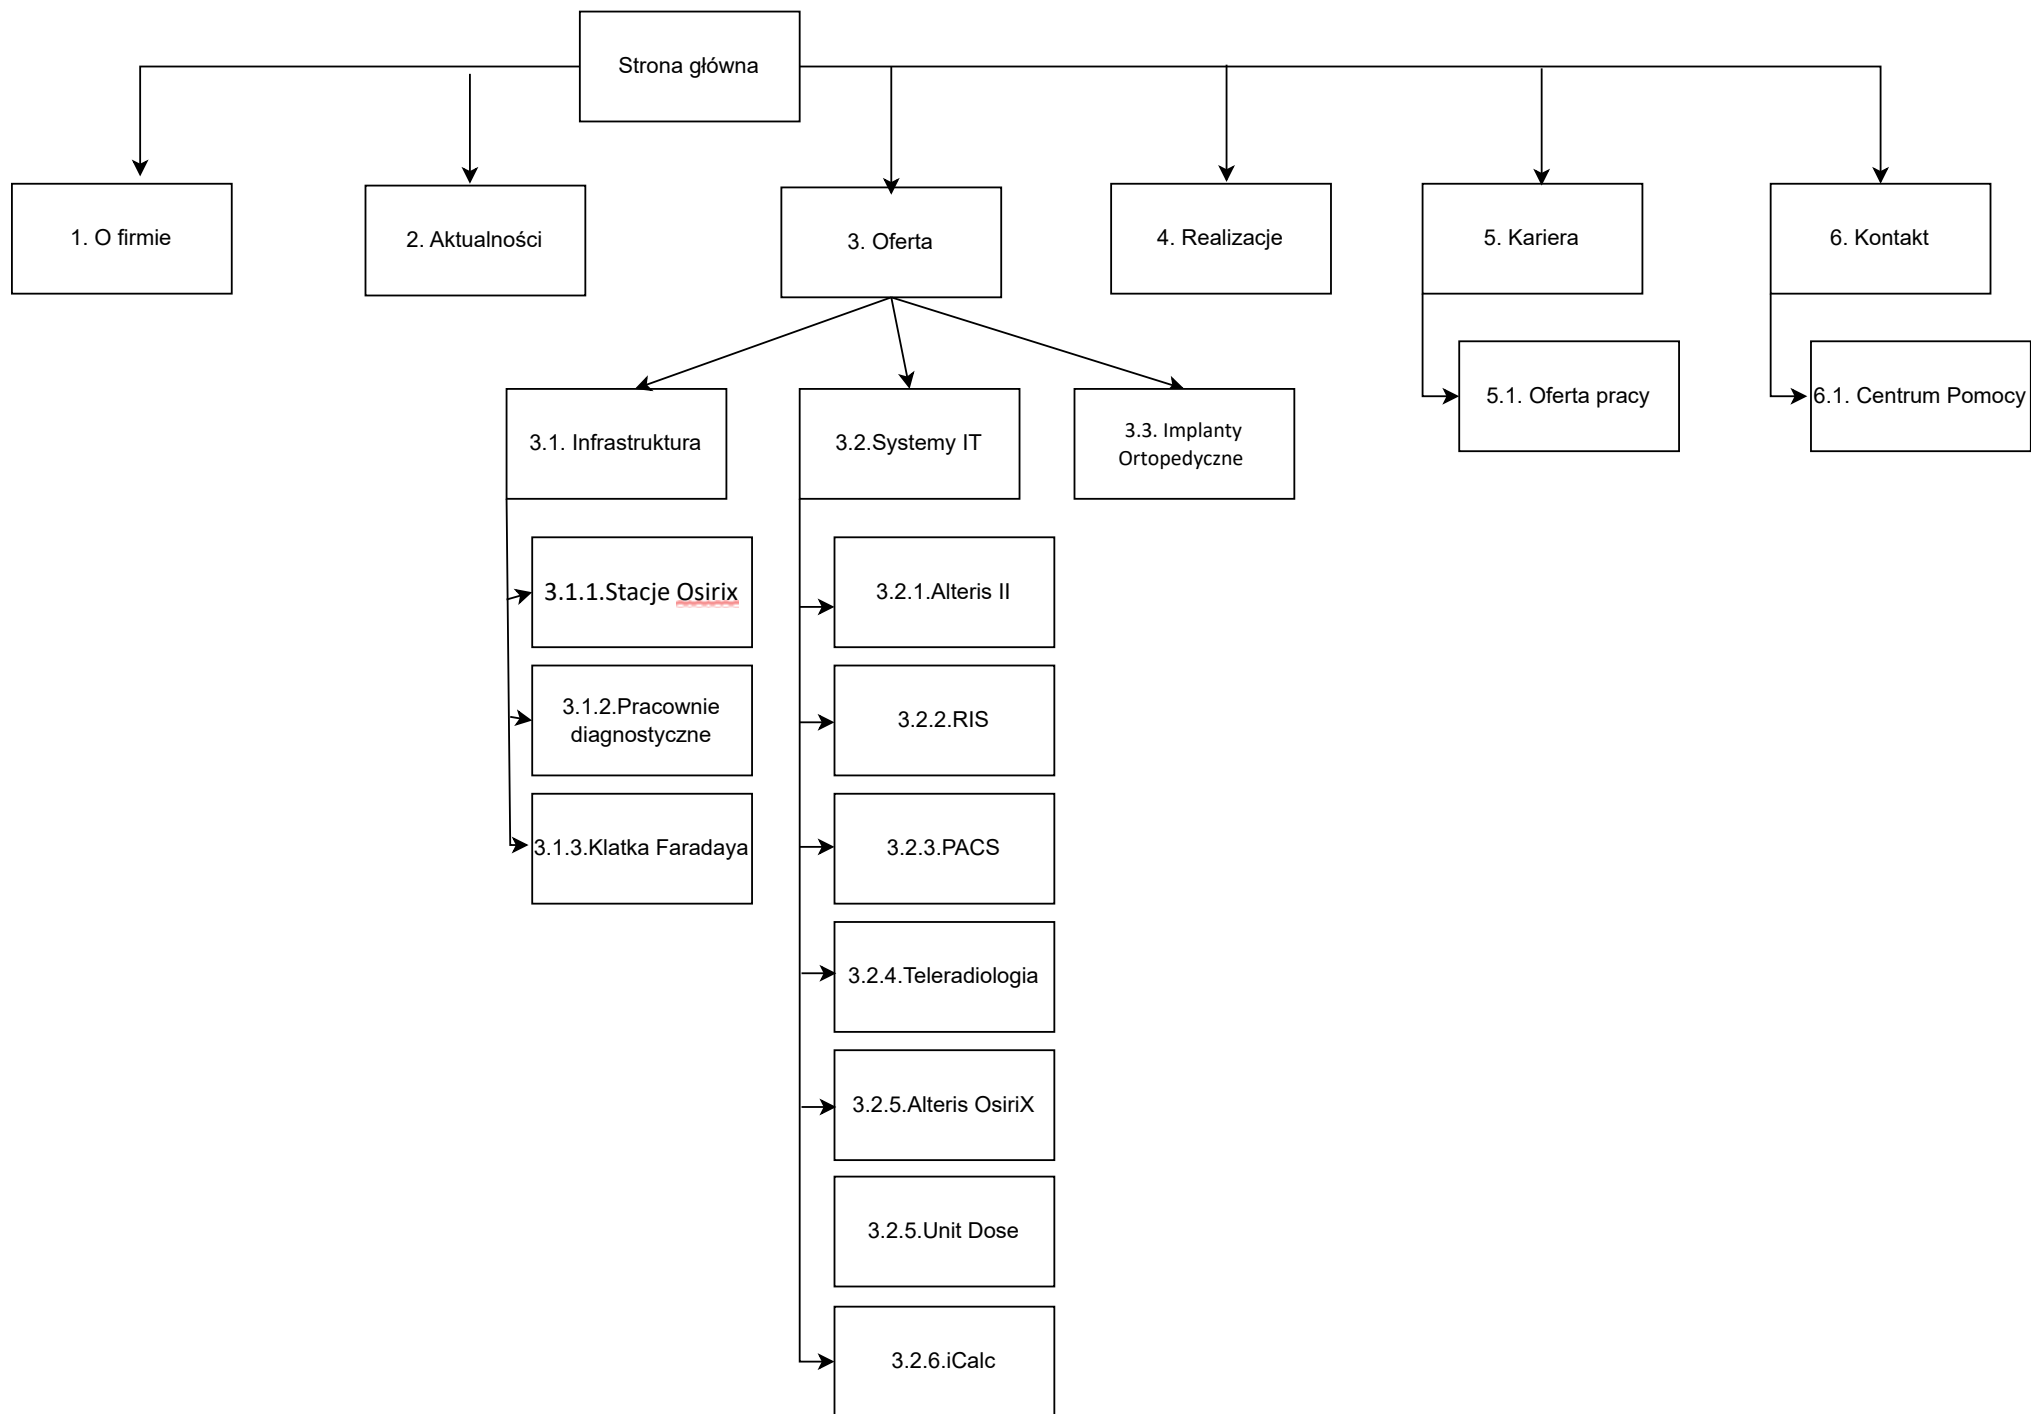 Strona główna
1. O firmie
2. Aktualności
3. Oferta
4. Realizacje
5. Kariera
6. Kontakt
5.1. Oferta pracy
6.1. Centrum Pomocy
3.1. Infrastruktura
3.2.Systemy IT
3.3. Implanty
Ortopedyczne
3.1.1.Stacje Osirix
3.1.2.Pracownie
diagnostyczne
3.1.3.Klatka Faradaya
3.2.1.Alteris II
3.2.2.RIS
3.2.3.PACS
3.2.4.Teleradiologia
3.2.5.Alteris OsiriX
3.2.5.Unit Dose
3.2.6.iCalc